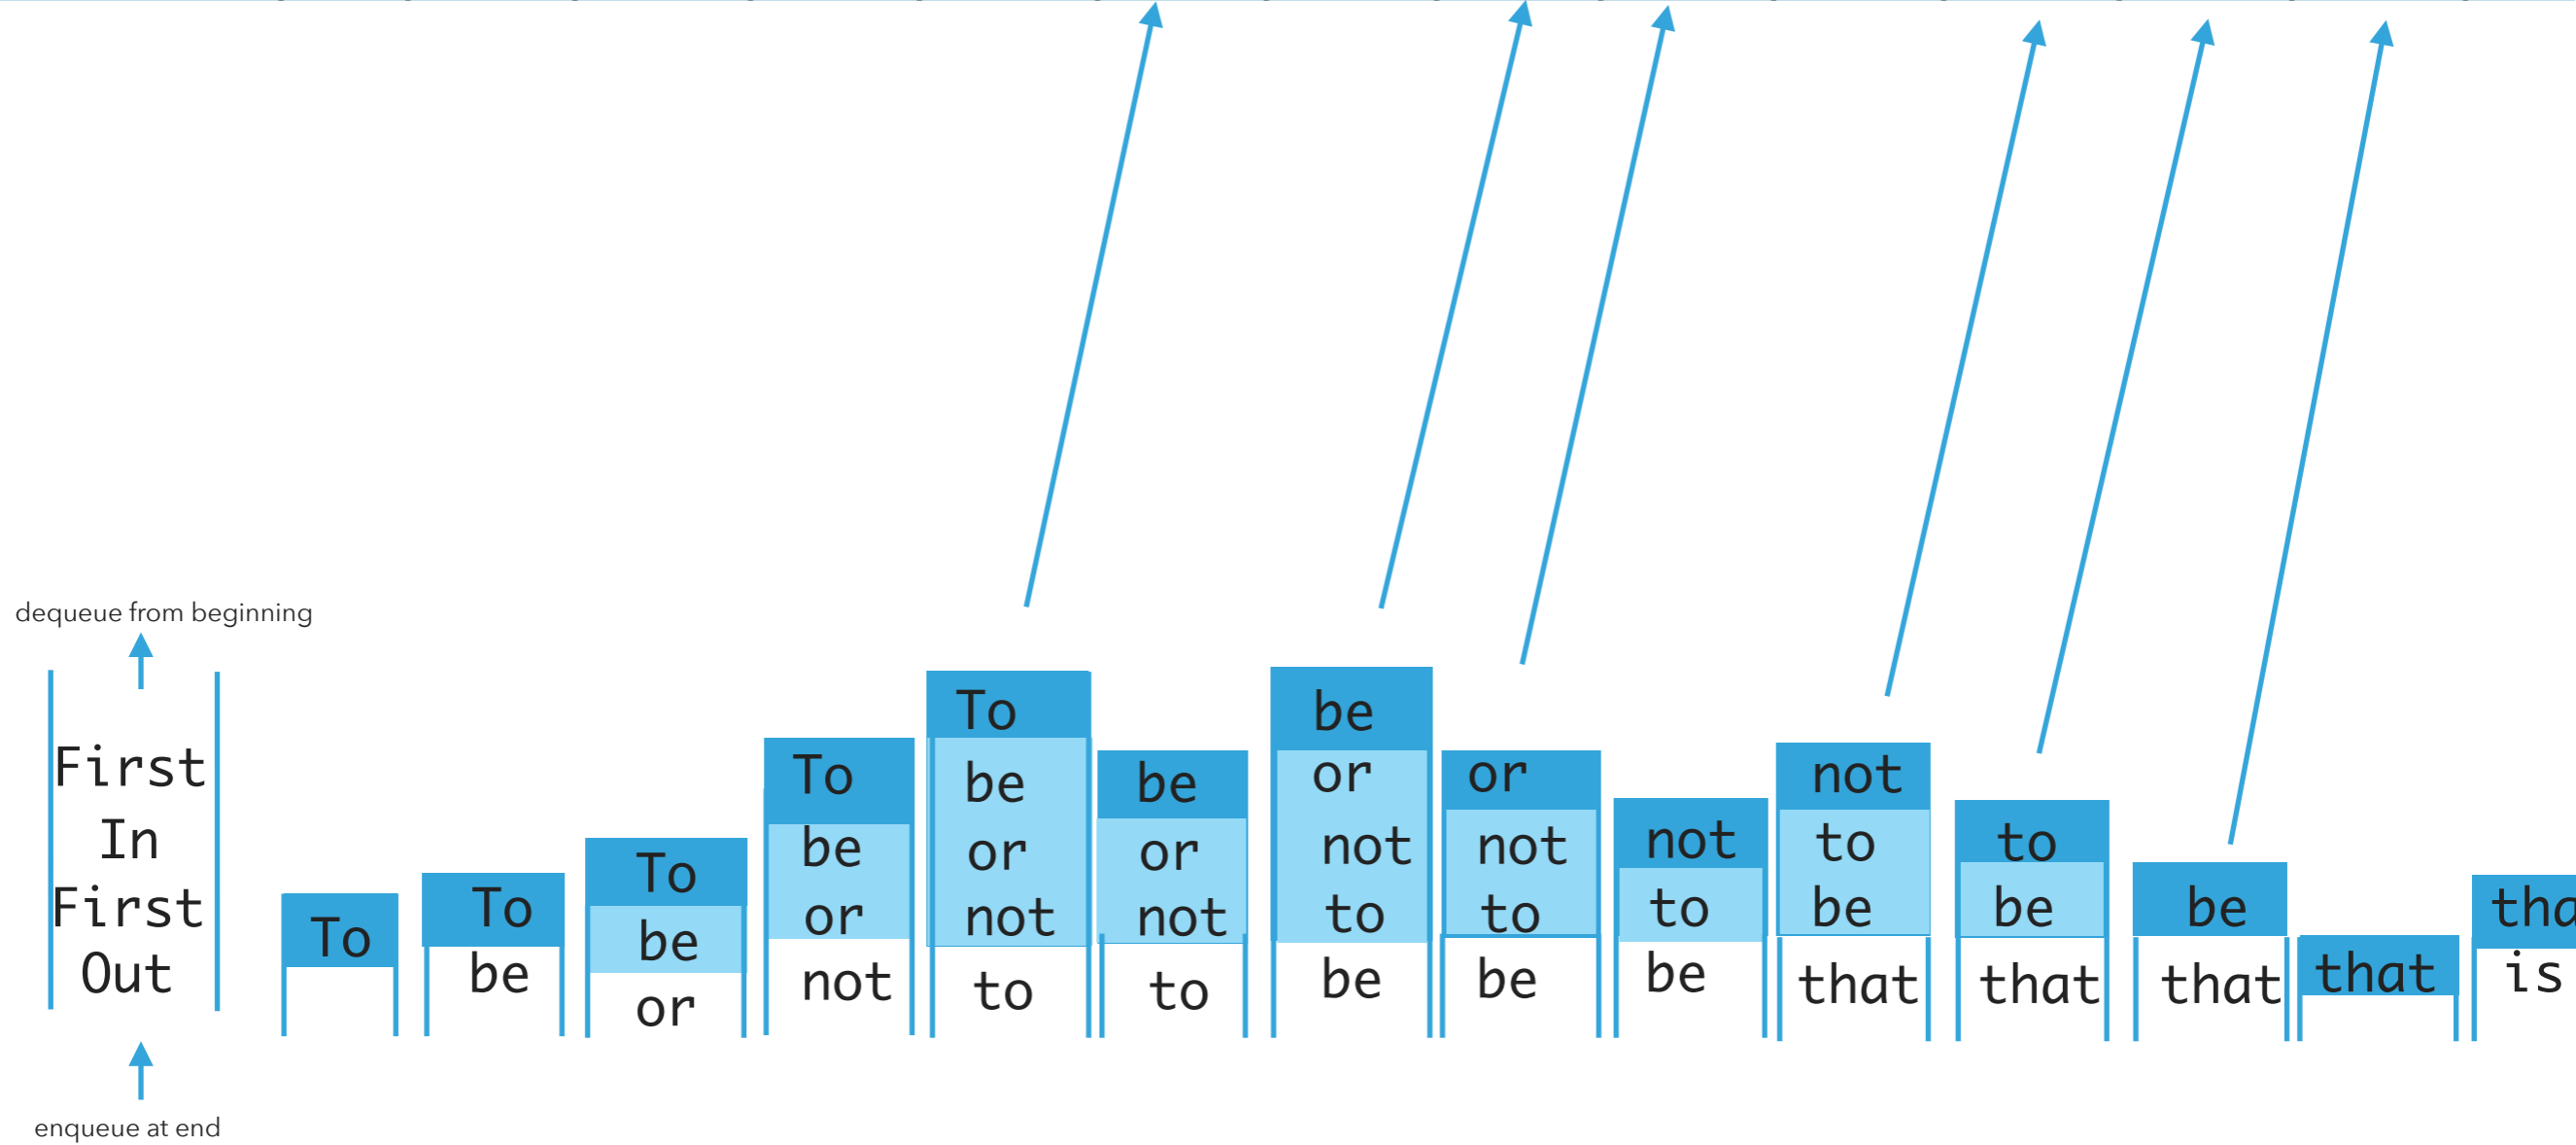 dequeue from beginning
First
In
First
Out
enqueue at end
To
To
be
To
be
or
To
be
or
not
To
be
or
not
to
be
or
not
to
be
or
not
to
be
or
not
to
be
not
to
be
not
to
be
that
to
be
that
be
that
that
tha
is